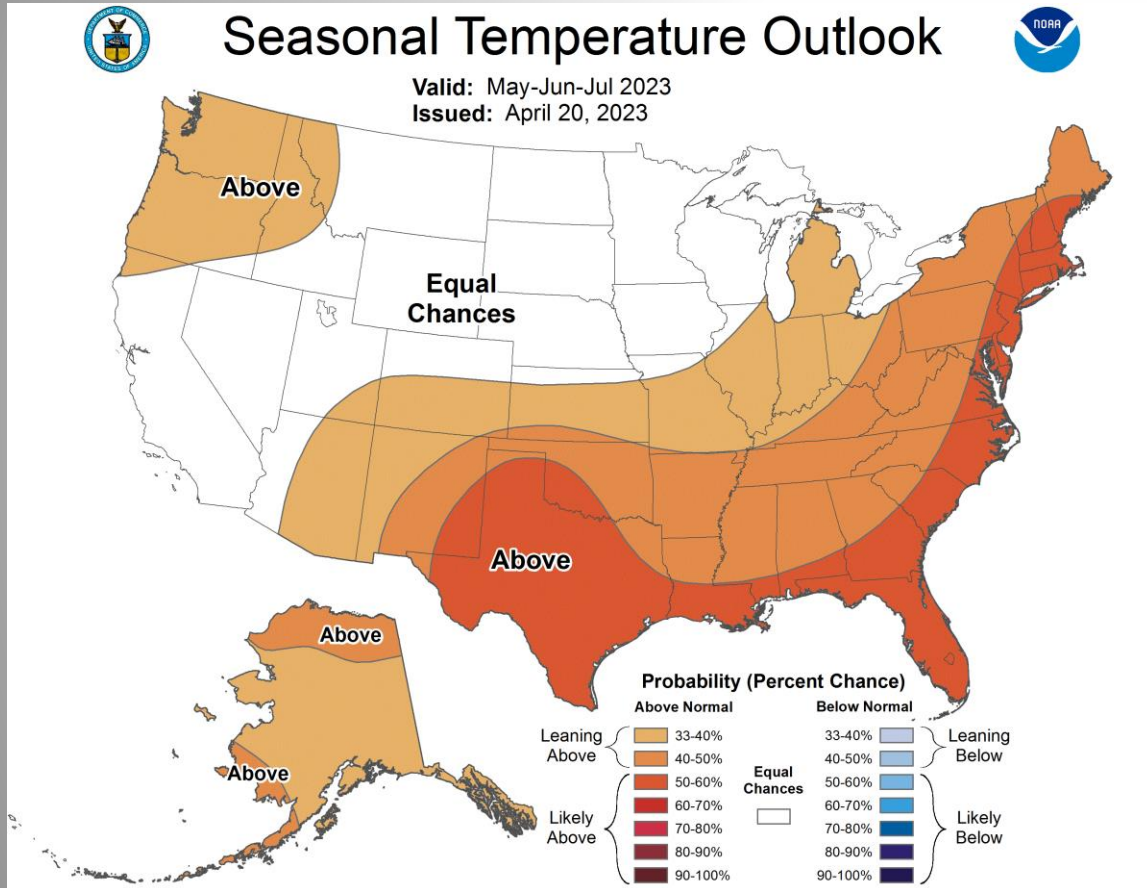 Seasonal Temperature Outlook
NOAA
Valid: May-Jun-Jul 2023
Issued: April 20, 2023
Above
Equal
Chances
Above
Above
Above
Probability (Percent Chance)
Above Normal
Below Normal
Leaning
Above
33-40%
40-50%
Likely
Above
50-60%
60-70%
70-80%
80-90%
90-100%
Equal
Chances
33-40%
40-50%
Leaning
Below
50-60%
60-70%
70-80%
80-90%
90-100%
Likely
Below